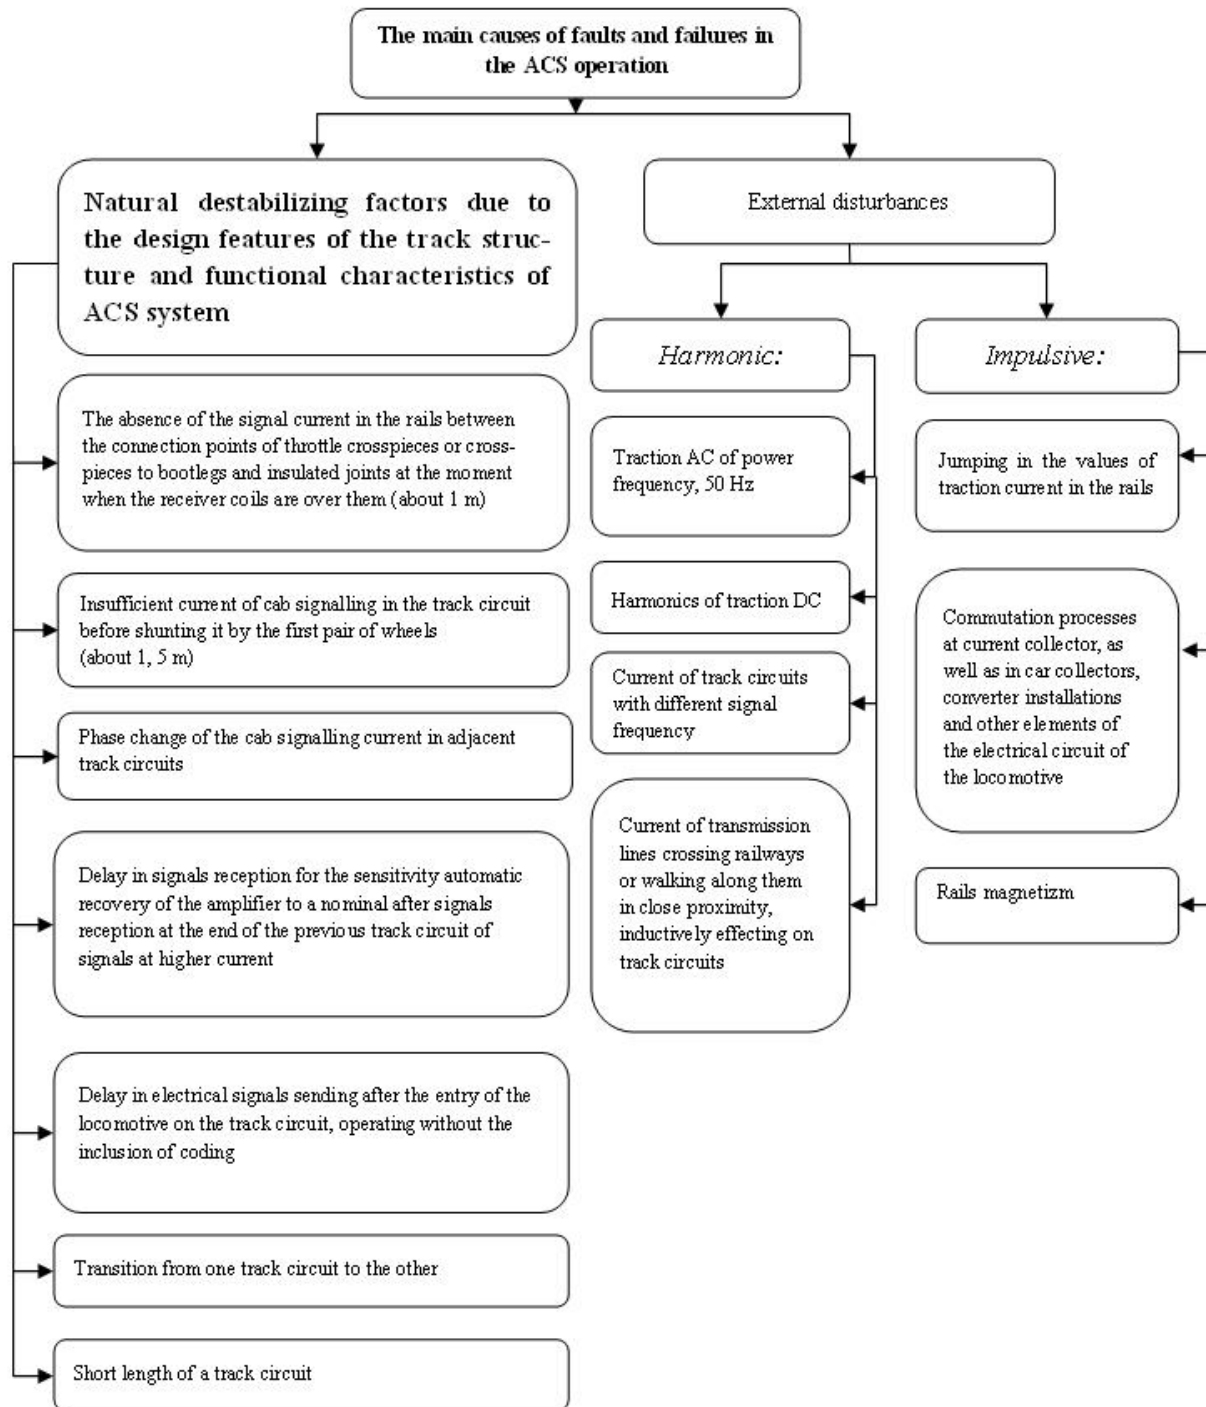 The main causes of faults and failures in
the ACS operation
Natural destabilizing factors due to
the design features of the track struc-
ture and functional characteristics of
ACS system
External disturbances
Harmonic:
Impulsive:
The absence of the signal current in the rails between
the connection points of throttle crosspieces or cross-
pieces to bootlegs and insulated joints at the moment
when the receiver coils are over them (about 1 m)
Insufficient current of cab signalling in the track circuit
before shunting it by the first pair of wheels
(about 1, 5 m)
Phase change of the cab signalling current in adjacent
track circuits
Delay in signals reception for the sensitivity automatic
recovery of the amplifier to a nominal after signals
reception at the end of the previous track circuit of
signals at higher current
Delay in electrical signals sending after the entry of the
locomotive on the track circuit, operating without the
inclusion of coding
Transition from one track circuit to the other
Short length of a track circuit
Traction AC of power
frequency, 50 Hz
Harmonics of traction DC
Current of track circuits
with different signal
frequency
Current of transmission
lines crossing railways
or walking along them
in close proximity,
inductively effecting on
track circuits
Jumping in the values of
traction current in the rails
Commutation processes
at current collector, as
well as in car collectors,
converter installations
and other elements of
the electrical circuit of
the locomotive
Rails magnetizm